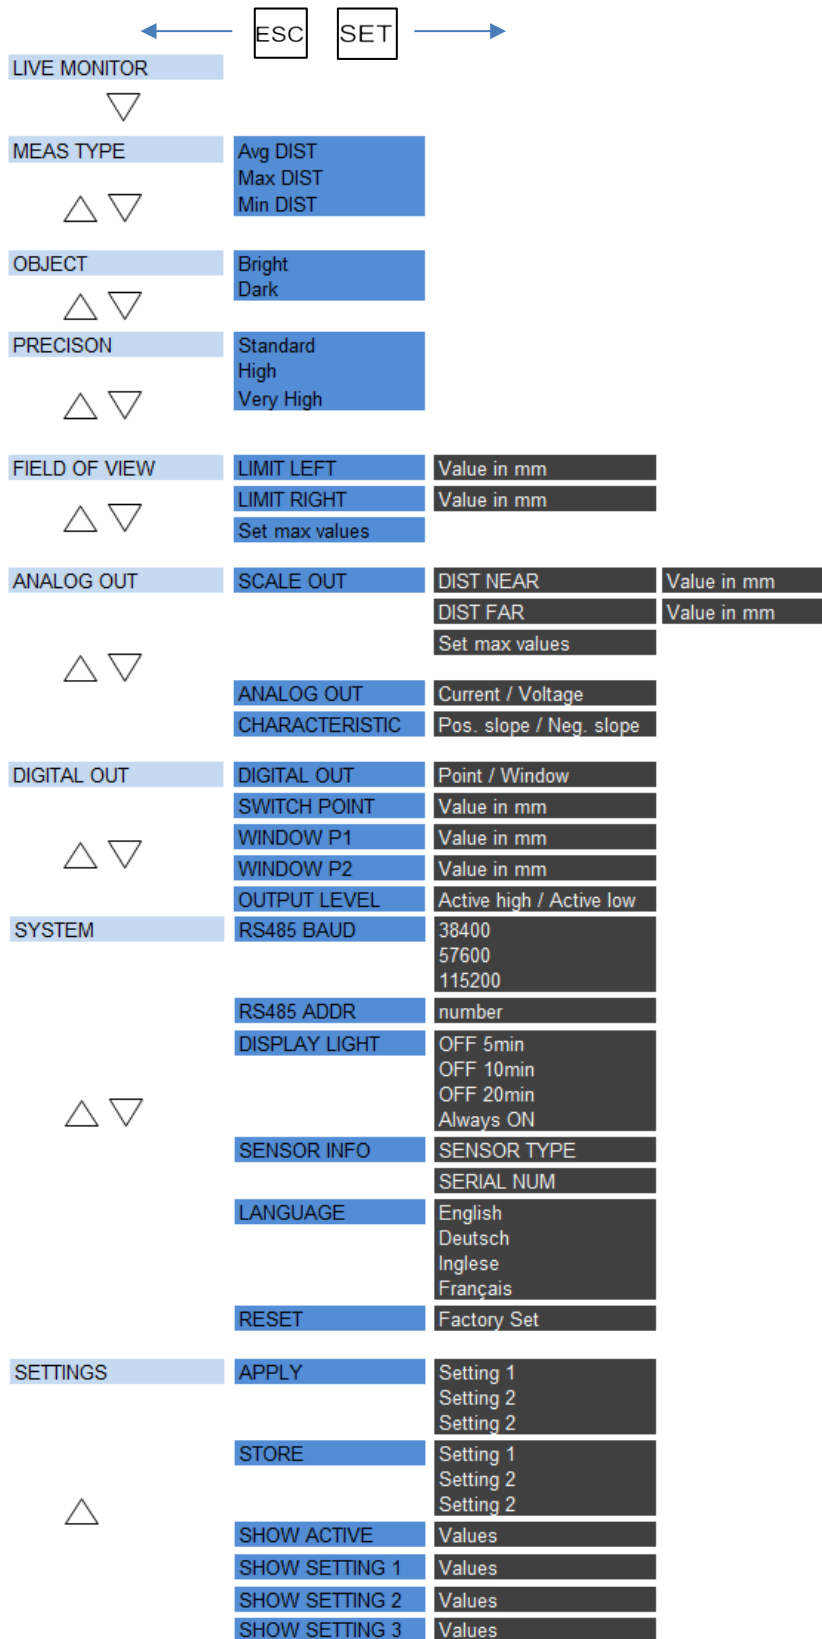 ESC SET
LIVE MONITOR
MEAS TYPE Avg DIST
Max DIST
Min DIST
OBJECT Bright
Dark
PRECISON Standard
High
Very High
FIELD OF VIEW LIMIT LEFT Value in mm
LIMIT RIGHT Value in mm
Set max values
ANALOG OUT SCALE OUT DIST NEAR Value in mm
DIST FAR Value in mm
Set max values
ANALOG OUT Current / Voltage
CHARACTERISTIC Pos. slope / Neg. slope
DIGITAL OUT DIGITAL OUT Point / Window
SWITCH POINT Value in mm
WINDOW P1 Value in mm
WINDOW P2 Value in mm
OUTPUT LEVEL Active high / Active low
SYSTEM RS485 BAUD 38400
57600
115200
RS485 ADDR number
DISPLAY LIGHT OFF 5min
OFF 10min
OFF 20min
Always ON
SENSOR INFO SENSOR TYPE
SERIAL NUM
LANGUAGE English
Deutsch
Inglese
Français
RESET Factory Set
SETTINGS APPLY Setting 1
Setting 2
Setting 2
STORE Setting 1
Setting 2
Setting 2
SHOW ACTIVE Values
SHOW SETTING 1 Values
SHOW SETTING 2 Values
SHOW SETTING 3 Values